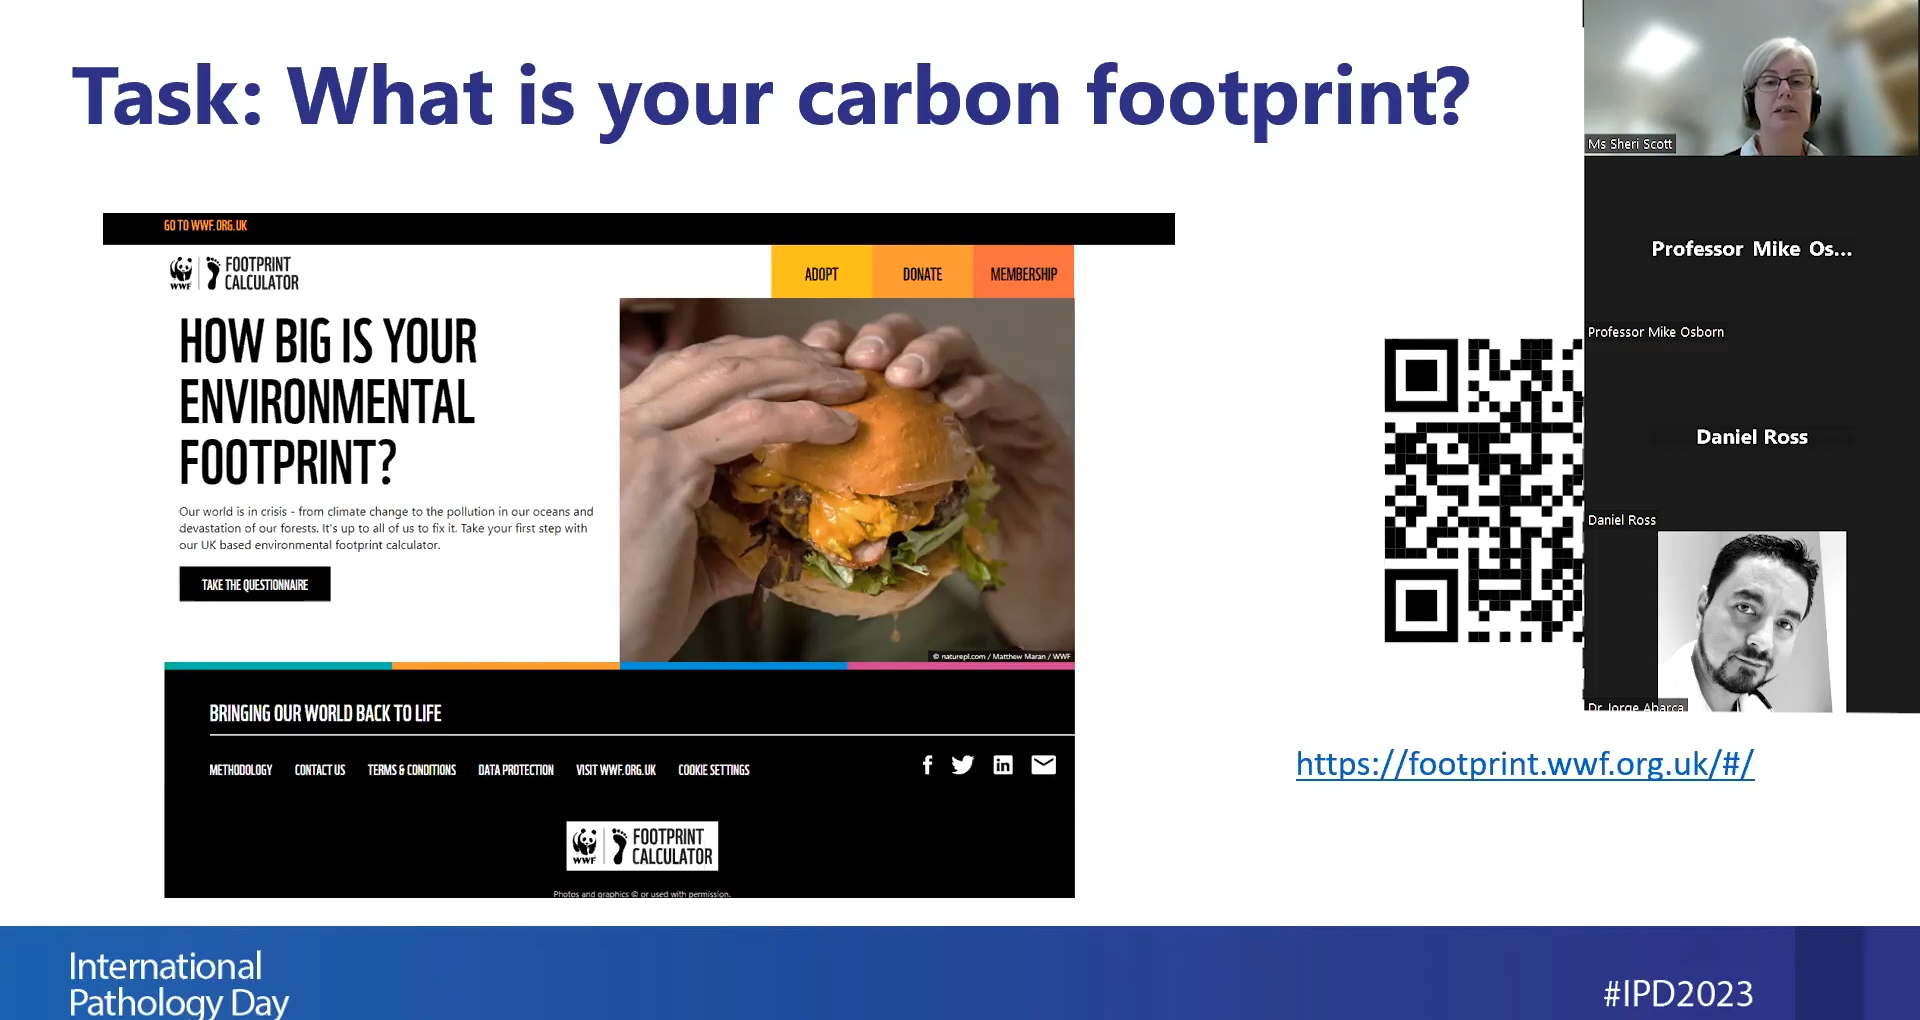 Task: What is your carbon footprint?
GO TO WWF.ORG.UK
WWF
FOOTPRINT
CALCULATOR
ADOPT
DONATE
MEMBERSHIP
HOW BIG IS YOUR
ENVIRONMENTAL
FOOTPRINT?
Our world is in crisis - from climate change to the pollution in our oceans and
devastation of our forests. It's up to all of us to fix it. Take your first step with
our UK based environmental footprint calculator.
TAKE THE QUESTIONNAIRE
© naturepl.com / Matthew Maran / WWF
BRINGING OUR WORLD BACK TO LIFE
METHODOLOGY
CONTACT US
TERMS & CONDITIONS
DATA PROTECTION
VISIT WWF.ORG.UK
COOKIE SETTINGS
WWF
FOOTPRINT
CALCULATOR
Photos and graphics © or used with permission.
Ms Sheri Scott
Professor Mike Os...
Professor Mike Osborn
Daniel Ross
Daniel Ross
Dr Jorge Abarca
https://footprint.wwf.org.uk/#/
International
Pathology Day
#IPD2023